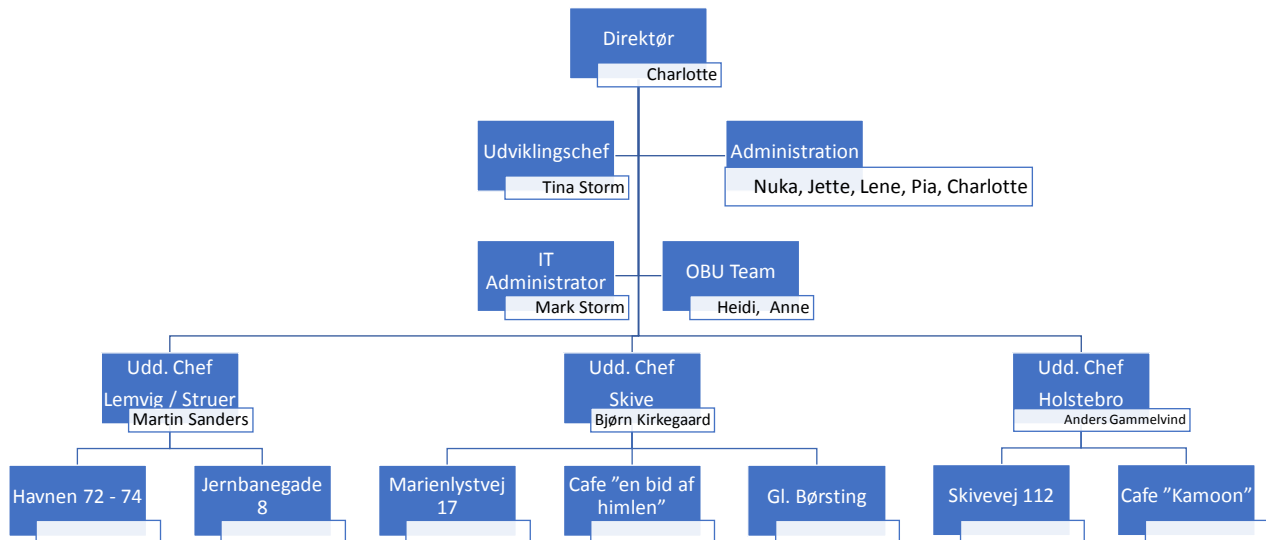 Direktør
Charlotte
Udviklingschef
Tina Storm
Administration
Nuka, Jette, Lene, Pia, Charlotte
IT
Administrator
Mark Storm
OBU Team
Heidi, Anne
Udd. Chef
Lemvig / Struer
Martin Sanders
Udd. Chef
Skive
Bjørn Kirkegaard
Udd. Chef
Holstebro
Anders Gammelvind
Havnen 72 - 74
Jernbanegade
8
Marienlystvej
17
Cafe ”en bid af
himlen”
Gl. Børsting
Skivevej 112
Cafe ”Kamoon”